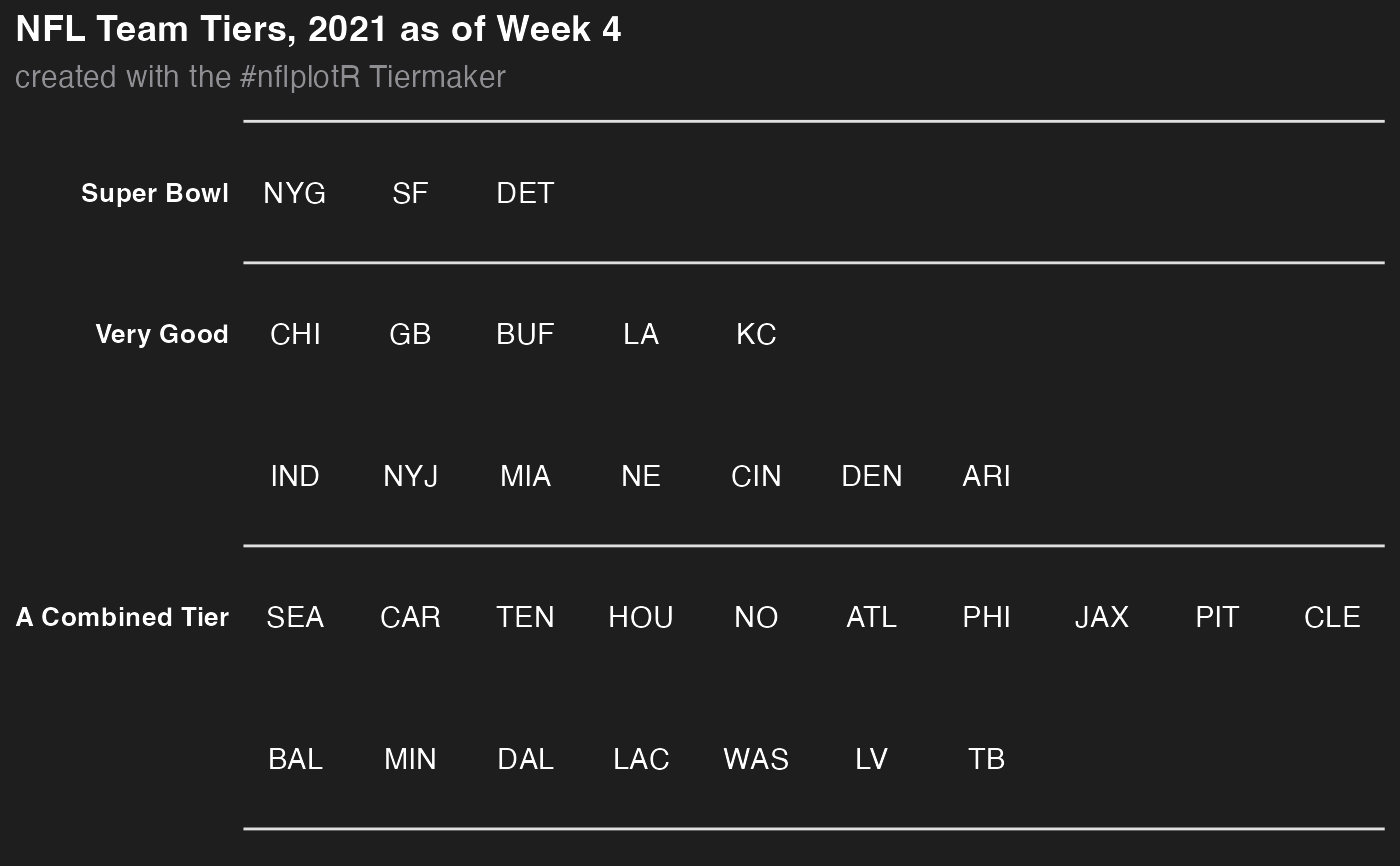 NFL Team Tiers, 2021 as of Week 4
created with the #nflplotR Tiermaker
Super Bowl NYG SF DET
Very Good CHI GB BUF LA KC
IND NYJ MIA NE CIN DEN ARI
A Combined Tier SEA CAR TEN HOU NO ATL PHI JAX PIT CLE
BAL MIN DAL LAC WAS LV TB